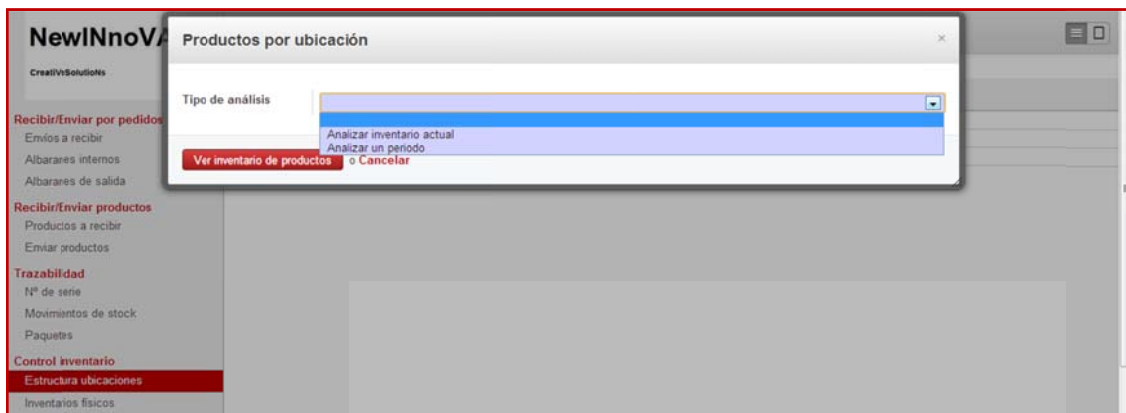 NewINnoVA
CreatiVrSolutioNs
Productos por ubicación
×
Tipo de análisis
Analizar inventario actual
Analizar un periodo
Ver inventario de productos o Cancelar
Recibir/Enviar por pedidos
Envíos a recibir
Albaranes internos
Albaranes de salida
Recibir/Enviar productos
Productos a recibir
Enviar productos
Trazabilidad
Nº de serie
Movimientos de stock
Paquetes
Control inventario
Estructura ubicaciones
Inventarios físicos